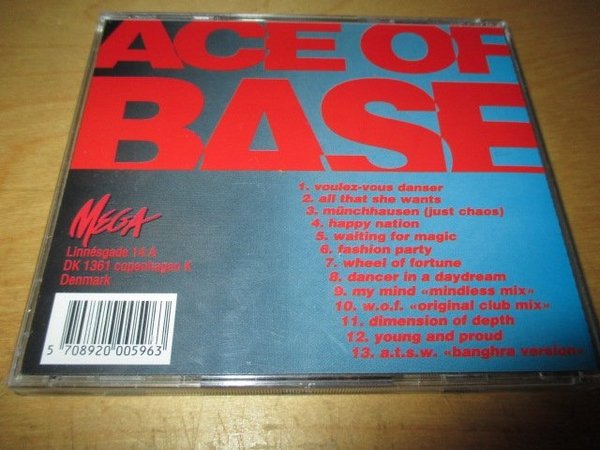 ACE OF
BASE
1. voulez-vous danser
2. all that she wants
3. münchhausen (just chaos)
4. happy nation
5. waiting for magic
6. fashion party
7. wheel of fortune
8. dancer in a daydream
9. my mind «mindless mix»
10. w.o.f. «original club mix»
11. dimension of depth
12. young and proud
13. a.t.s.w. «banghra version»
MEGA
Linnésgade 14 A
DK 1361 copenhagen K
Denmark
5 708920 005963